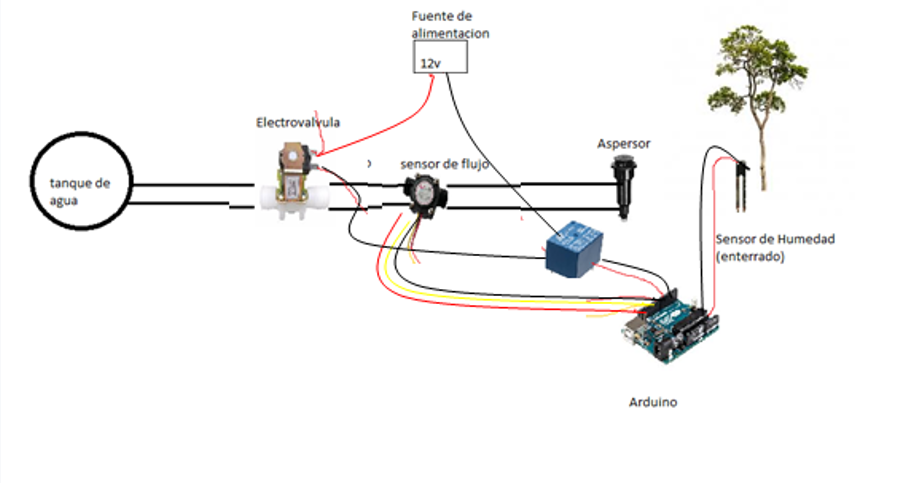 Fuente de
alimentacion
12v
Electrovalvula
sensor de flujo
Aspersor
tanque de
agua
Sensor de Humedad
(enterrado)
Arduino